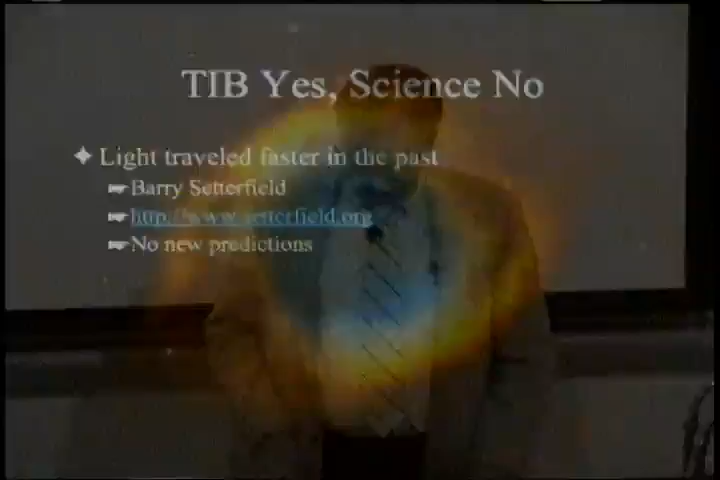 TIB Yes, Science No
Light traveled faster in the past
Barry Setterfield
http://www.setterfield.org
No new predictions